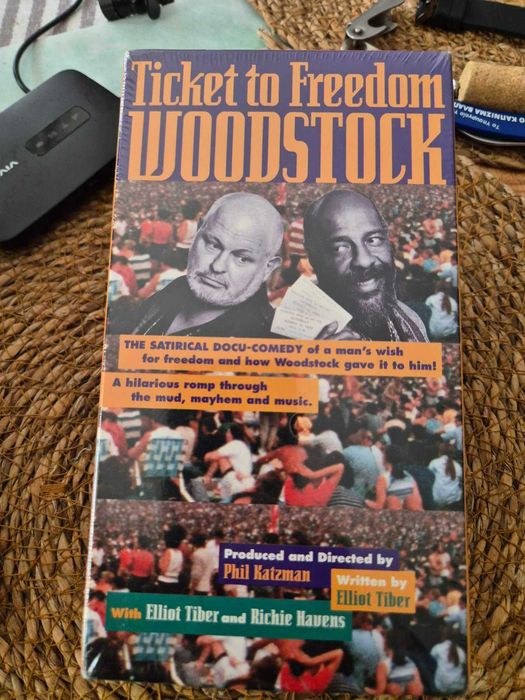 Ticket to Freedom
WOODSTOCK
THE SATIRICAL DOCU-COMEDY of a man's wish
for freedom and how Woodstock gave it to him!
A hilarious romp through
the mud, mayhem and music.
Produced and Directed by
Phil Katzman
Written by
Elliot Tiber
With Elliot Tiber and Richie Havens
VIVA